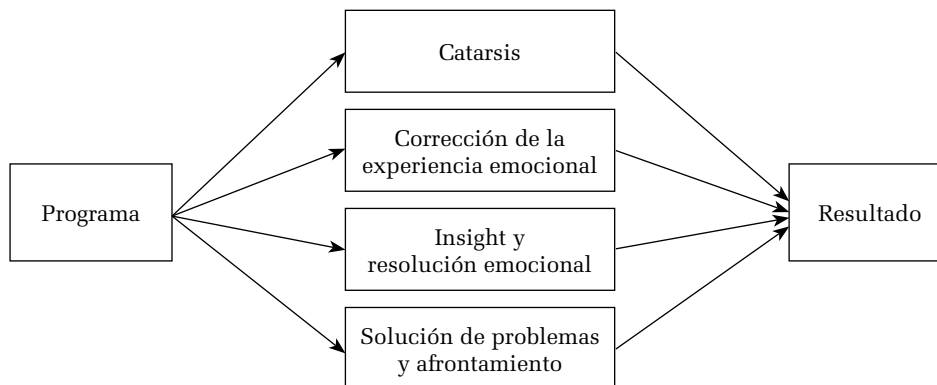 Catarsis
Corrección de la
experiencia emocional
Programa
Resultado
Insight y
resolución emocional
Solución de problemas
y afrontamiento